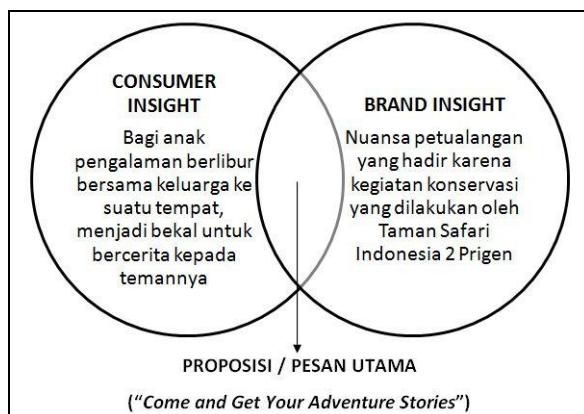 CONSUMER
INSIGHT
Bagi anak
pengalaman berlibur
bersama keluarga ke
suatu tempat,
menjadi bekal untuk
bercerita kepada
temannya
BRAND INSIGHT
Nuansa petualangan
yang hadir karena
kegiatan konservasi
yang dilakukan oleh
Taman Safari
Indonesia 2 Prigen
PROPOSISI / PESAN UTAMA
("Come and Get Your Adventure Stories")